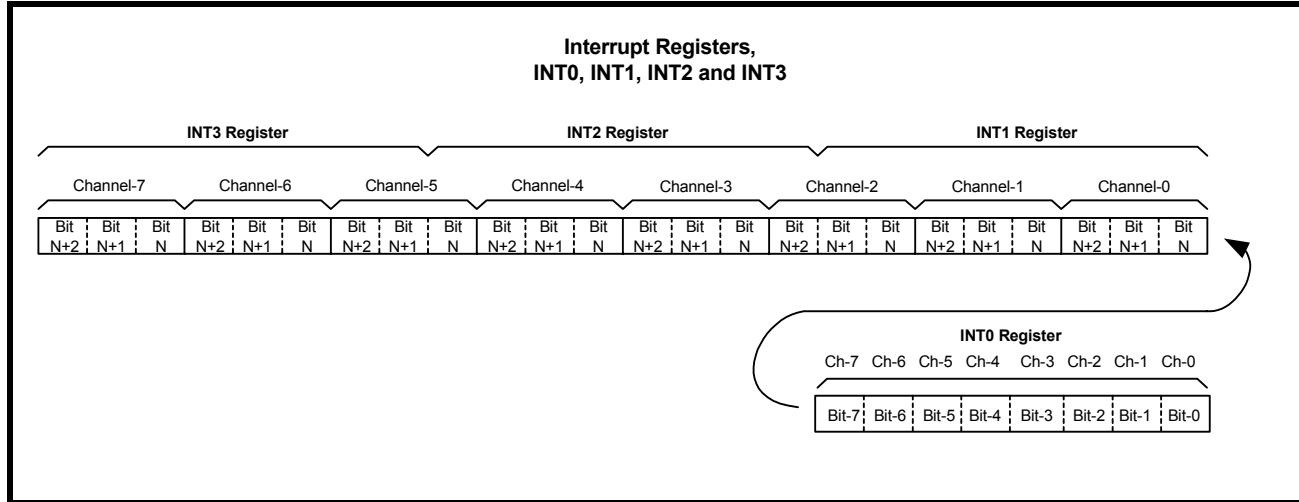 Interrupt Registers,
INT0, INT1, INT2 and INT3
INT3 Register INT2 Register INT1 Register
Channel-7 Channel-6 Channel-5 Channel-4 Channel-3 Channel-2 Channel-1 Channel-0
Bit Bit Bit Bit Bit Bit Bit Bit Bit Bit Bit Bit Bit Bit Bit Bit Bit Bit Bit Bit Bit Bit Bit Bit
N+2 N+1 N N+2 N+1 N N+2 N+1 N N+2 N+1 N N+2 N+1 N N+2 N+1 N N+2 N+1 N N+2 N+1 N
INT0 Register
Ch-7 Ch-6 Ch-5 Ch-4 Ch-3 Ch-2 Ch-1 Ch-0
Bit-7 Bit-6 Bit-5 Bit-4 Bit-3 Bit-2 Bit-1 Bit-0